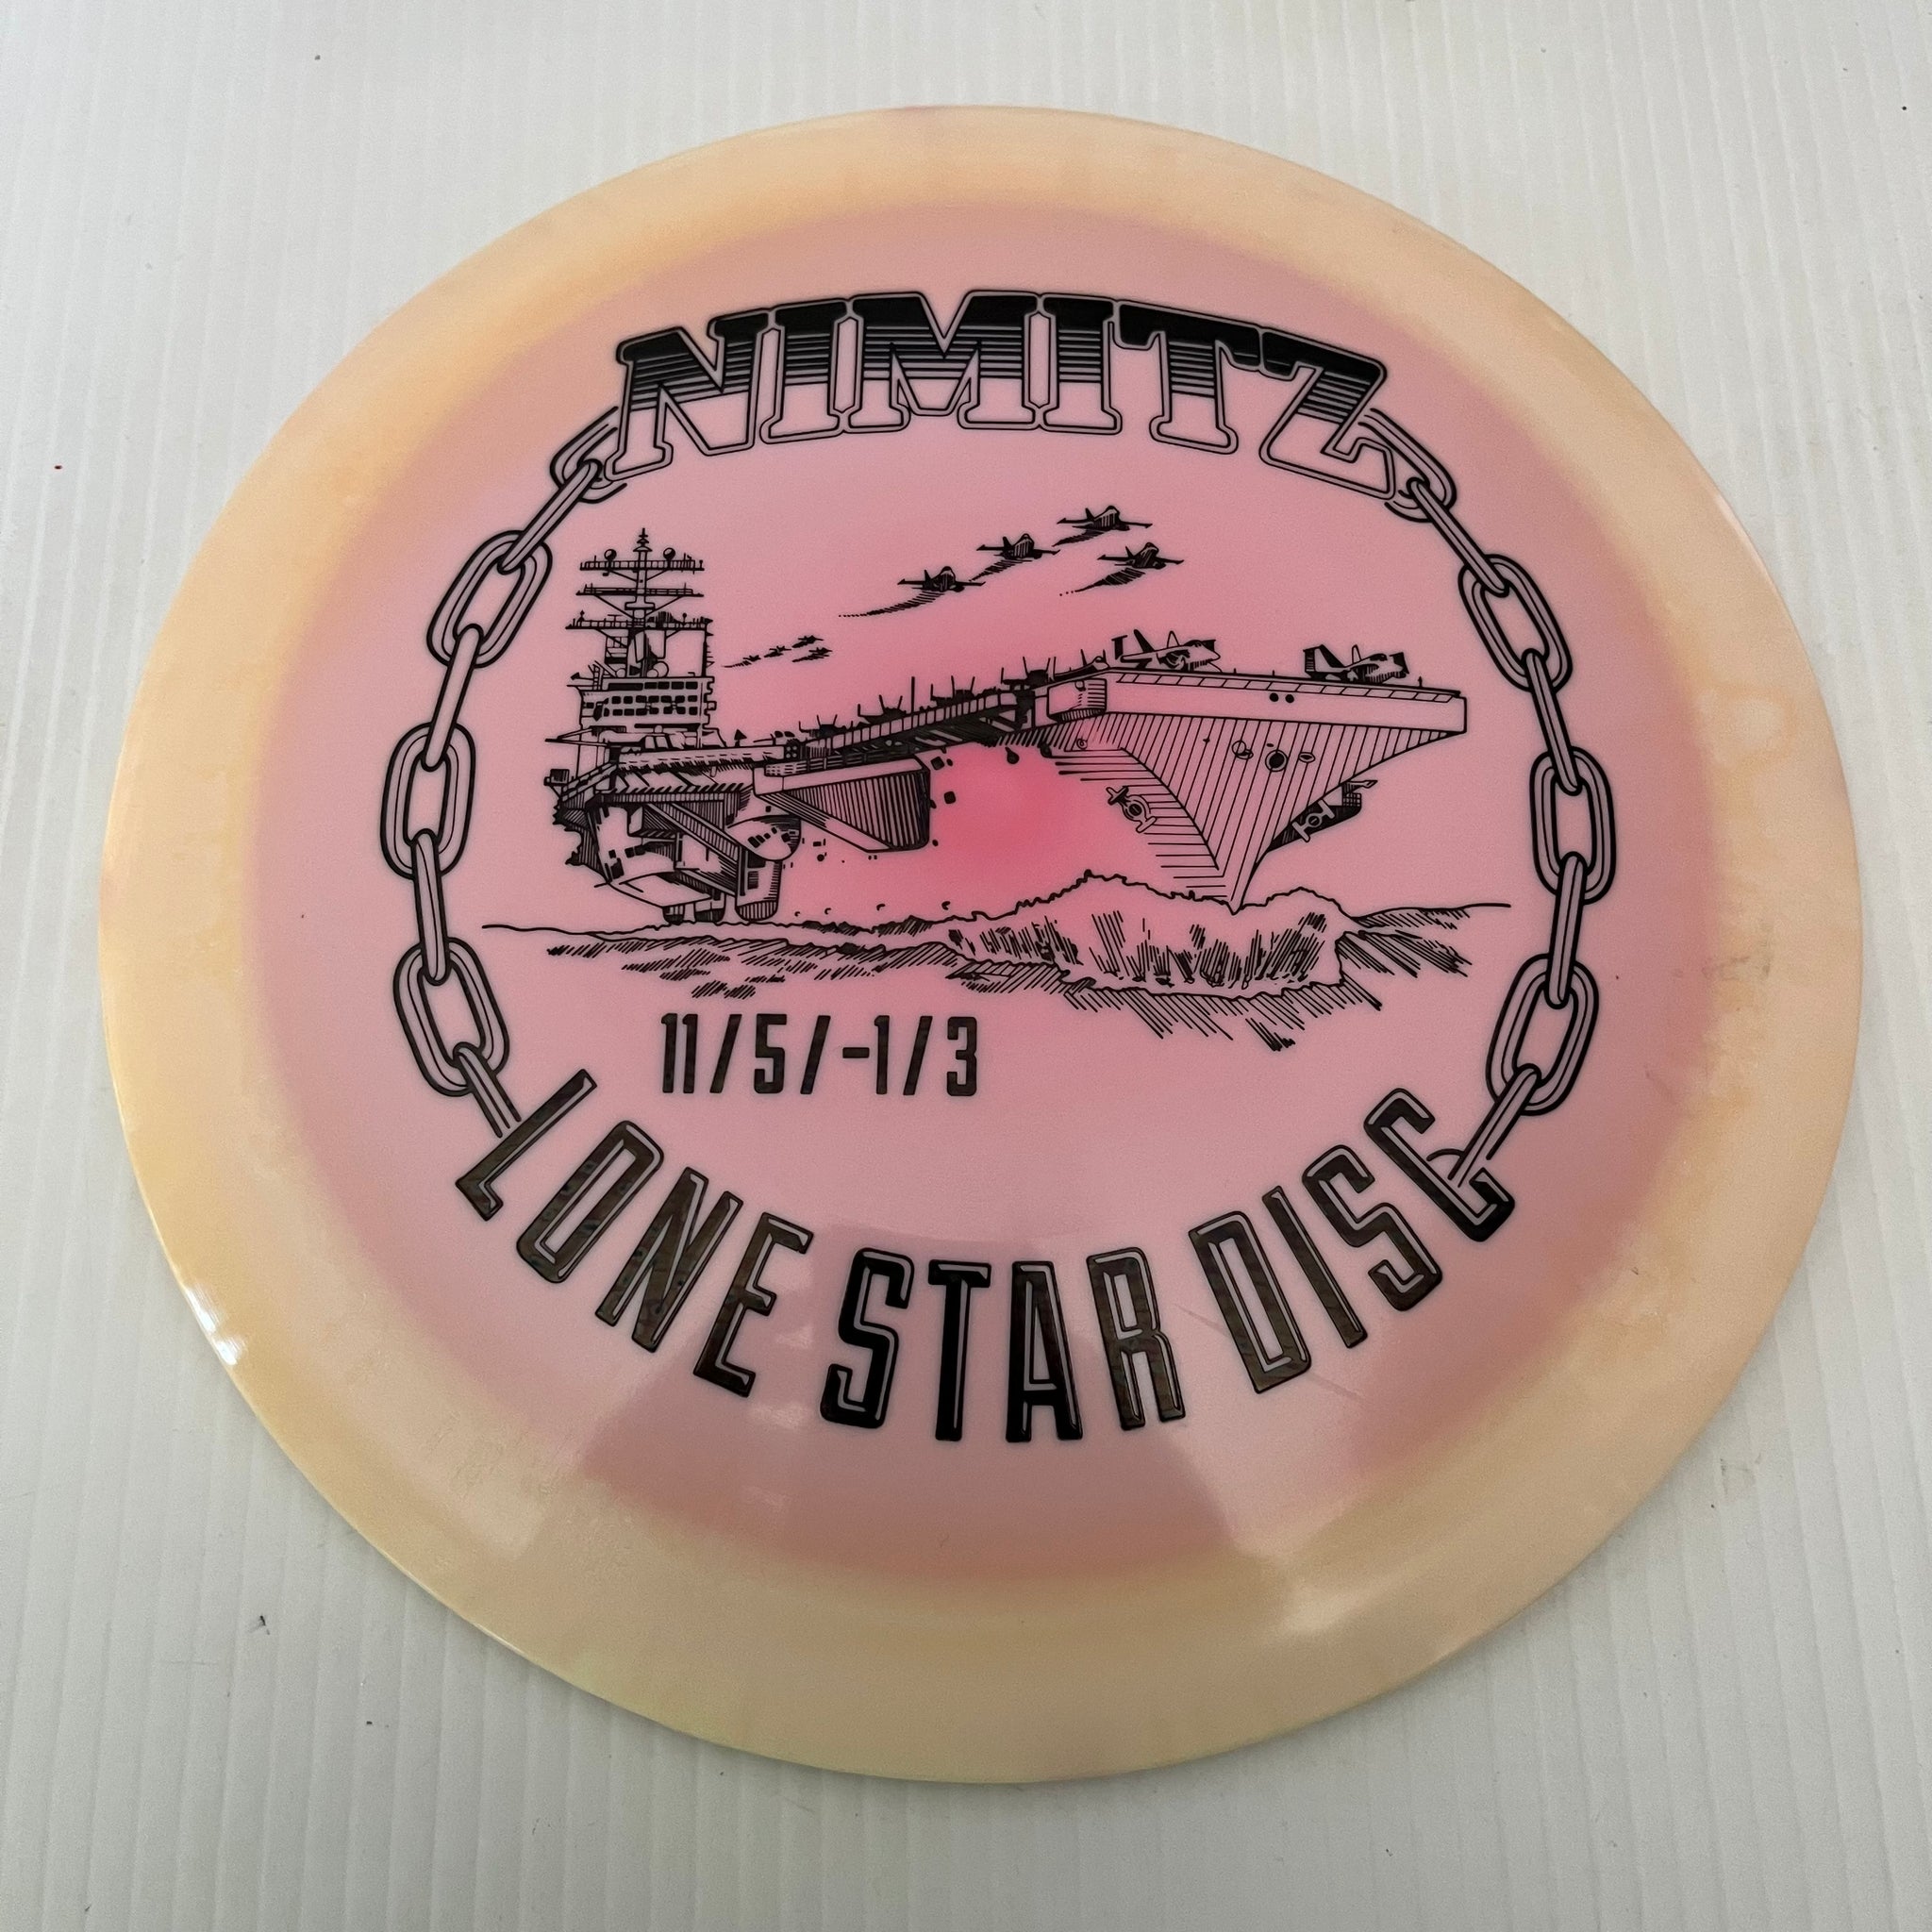 NIMITZ
11/5/-1/3
LONE STAR DISC